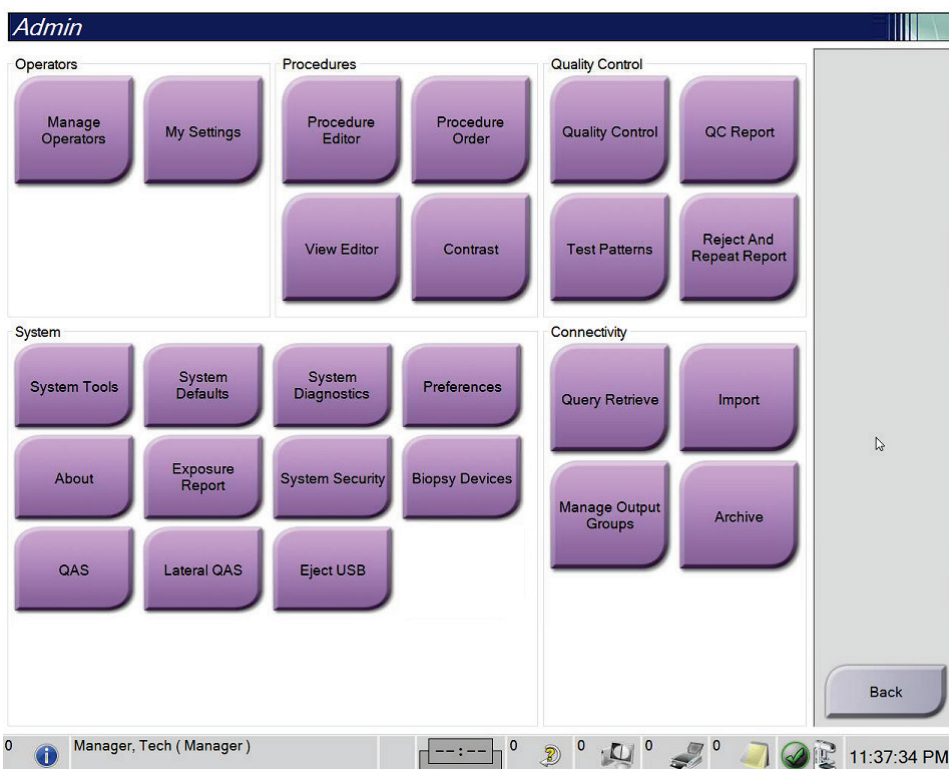 Admin
Operators
Manage
Operators
My Settings
Procedures
Procedure
Editor
Procedure
Order
View Editor
Contrast
Quality Control
Quality Control
QC Report
Test Patterns
Reject And
Repeat Report
System
System Tools
System
Defaults
System
Diagnostics
Preferences
About
Exposure
Report
System Security
Biopsy Devices
QAS
Lateral QAS
Eject USB
Connectivity
Query Retrieve
Import
Manage Output
Groups
Archive
Back
0
Manager, Tech ( Manager )
--:--
0
0
0
0
11:37:34 PM